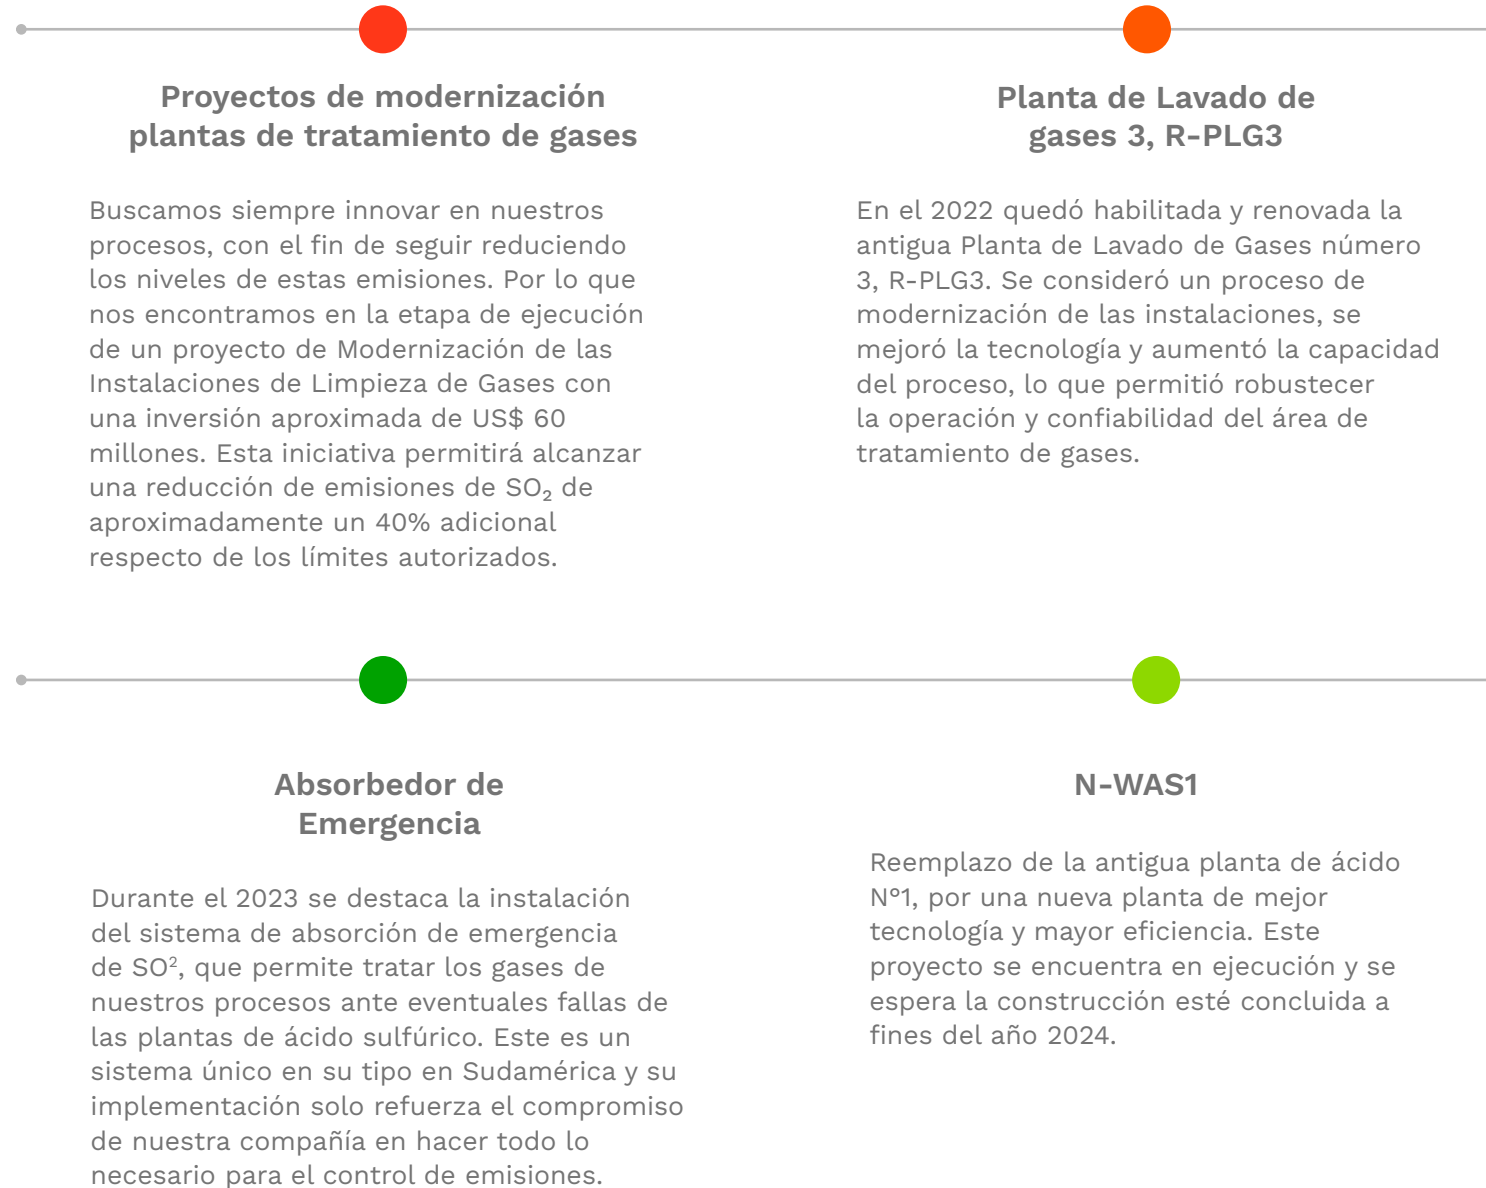 Proyectos de modernización
plantas de tratamiento de gases
Buscamos siempre innovar en nuestros
procesos, con el fin de seguir reduciendo
los niveles de estas emisiones. Por lo que
nos encontramos en la etapa de ejecución
de un proyecto de Modernización de las
Instalaciones de Limpieza de Gases con
una inversión aproximada de US$ 60
millones. Esta iniciativa permitirá alcanzar
una reducción de emisiones de SO₂ de
aproximadamente un 40% adicional
respecto de los límites autorizados.
Planta de Lavado de
gases 3, R-PLG3
En el 2022 quedó habilitada y renovada la
antigua Planta de Lavado de Gases número
3, R-PLG3. Se consideró un proceso de
modernización de las instalaciones, se
mejoró la tecnología y aumentó la capacidad
del proceso, lo que permitió robustecer
la operación y confiabilidad del área de
tratamiento de gases.
Absorbedor de
Emergencia
Durante el 2023 se destaca la instalación
del sistema de absorción de emergencia
de SO², que permite tratar los gases de
nuestros procesos ante eventuales fallas de
las plantas de ácido sulfúrico. Este es un
sistema único en su tipo en Sudamérica y su
implementación solo refuerza el compromiso
de nuestra compañía en hacer todo lo
necesario para el control de emisiones.
N-WAS1
Reemplazo de la antigua planta de ácido
N°1, por una nueva planta de mejor
tecnología y mayor eficiencia. Este
proyecto se encuentra en ejecución y se
espera la construcción esté concluida a
fines del año 2024.